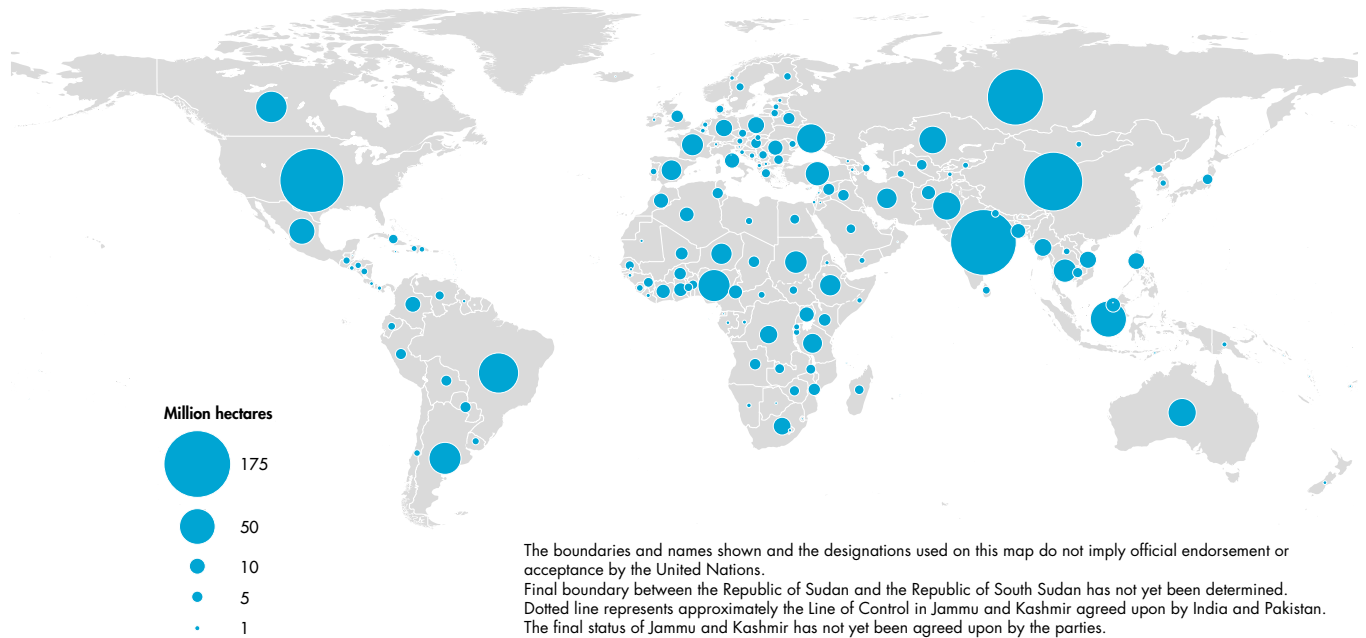 Million hectares
175
50
10
5
1
The boundaries and names shown and the designations used on this map do not imply official endorsement or
acceptance by the United Nations.
Final boundary between the Republic of Sudan and the Republic of South Sudan has not yet been determined.
Dotted line represents approximately the Line of Control in Jammu and Kashmir agreed upon by India and Pakistan.
The final status of Jammu and Kashmir has not yet been agreed upon by the parties.